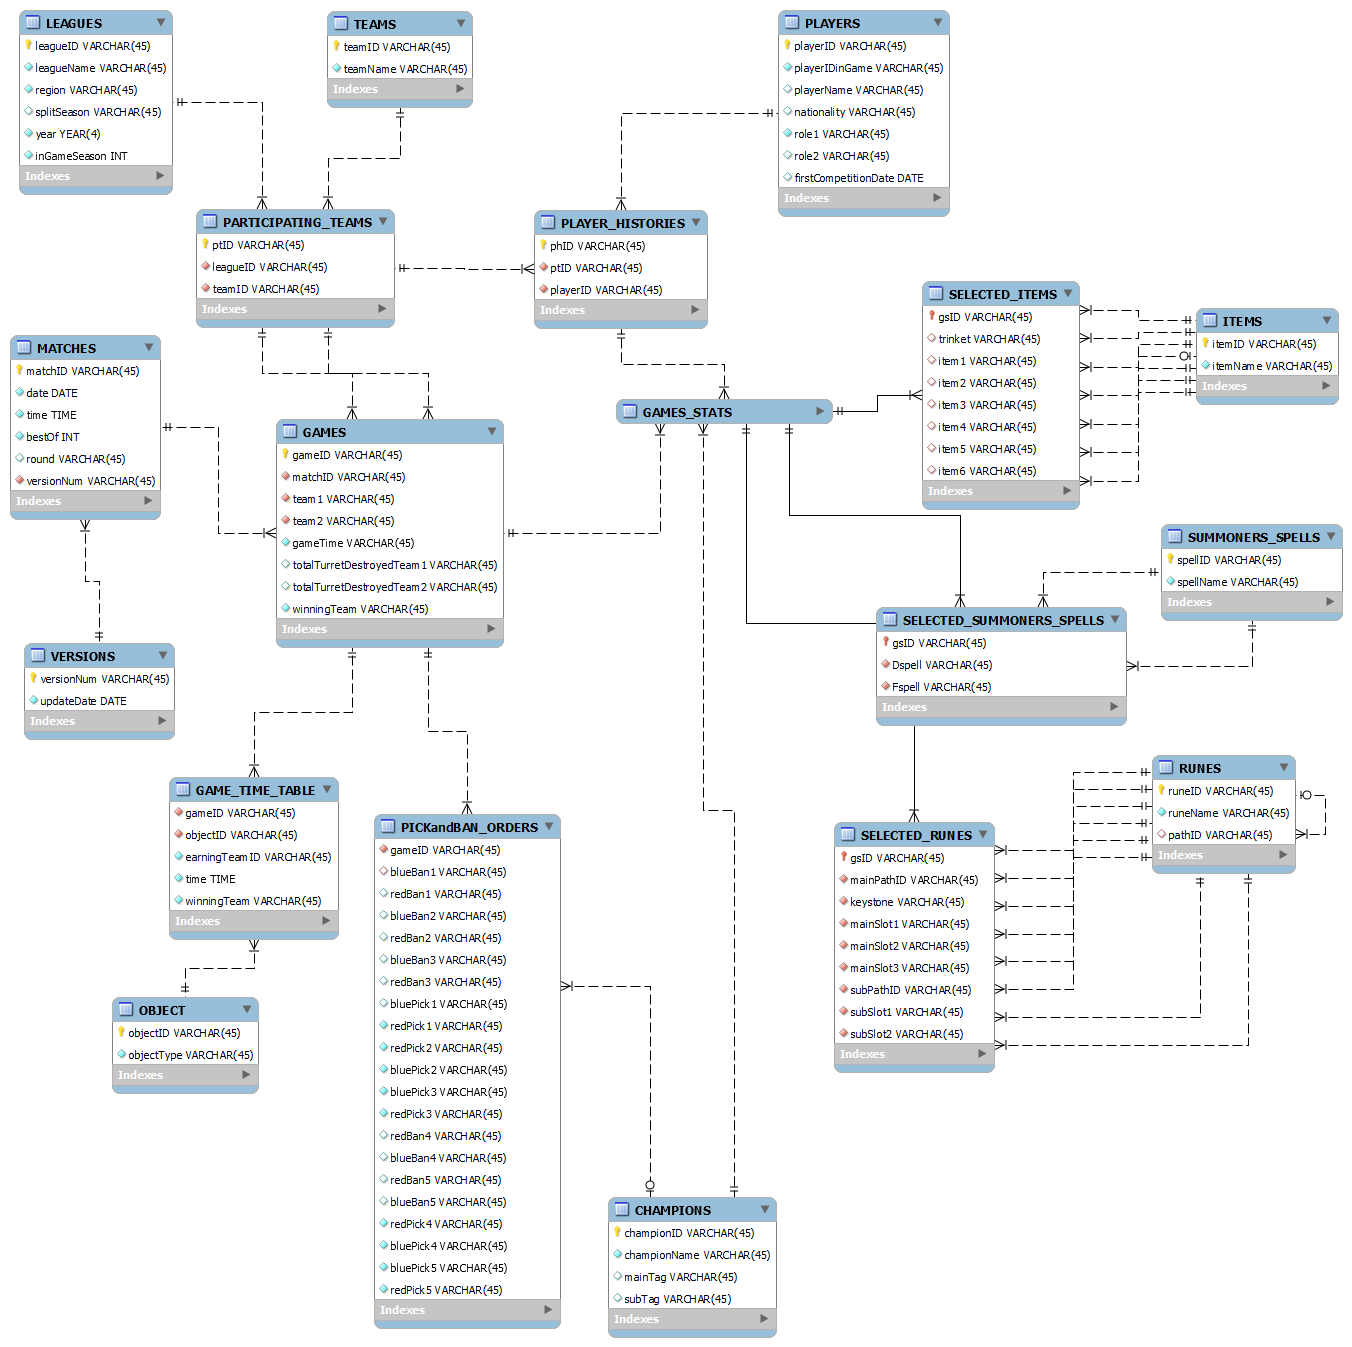 LEAGUES
leagueID VARCHAR(45)
leagueName VARCHAR(45)
region VARCHAR(45)
splitSeason VARCHAR(45)
year YEAR(4)
inGameSeason INT
Indexes
TEAMS
teamID VARCHAR(45)
teamName VARCHAR(45)
Indexes
PLAYERS
playerID VARCHAR(45)
playerIDinGame VARCHAR(45)
playerName VARCHAR(45)
nationality VARCHAR(45)
role1 VARCHAR(45)
role2 VARCHAR(45)
firstCompetitionDate DATE
Indexes
PARTICIPATING_TEAMS
ptID VARCHAR(45)
leagueID VARCHAR(45)
teamID VARCHAR(45)
Indexes
PLAYER_HISTORIES
phID VARCHAR(45)
ptID VARCHAR(45)
playerID VARCHAR(45)
Indexes
SELECTED_ITEMS
gsID VARCHAR(45)
trinket VARCHAR(45)
item1 VARCHAR(45)
item2 VARCHAR(45)
item3 VARCHAR(45)
item4 VARCHAR(45)
item5 VARCHAR(45)
item6 VARCHAR(45)
Indexes
ITEMS
itemID VARCHAR(45)
itemName VARCHAR(45)
Indexes
MATCHES
matchID VARCHAR(45)
date DATE
time TIME
bestOf INT
round VARCHAR(45)
versionNum VARCHAR(45)
Indexes
GAMES
gameID VARCHAR(45)
matchID VARCHAR(45)
team1 VARCHAR(45)
team2 VARCHAR(45)
gameTime VARCHAR(45)
totalTurretDestroyedTeam1 VARCHAR(45)
totalTurretDestroyedTeam2 VARCHAR(45)
winningTeam VARCHAR(45)
Indexes
GAMES_STATS
SUMMONERS_SPELLS
spellID VARCHAR(45)
spellName VARCHAR(45)
Indexes
SELECTED_SUMMONERS_SPELLS
gsID VARCHAR(45)
Dspell VARCHAR(45)
Fspell VARCHAR(45)
Indexes
VERSIONS
versionNum VARCHAR(45)
updateDate DATE
Indexes
GAME_TIME_TABLE
gameID VARCHAR(45)
objectID VARCHAR(45)
earningTeamID VARCHAR(45)
time TIME
winningTeam VARCHAR(45)
Indexes
PICKandBAN_ORDERS
gameID VARCHAR(45)
blueBan1 VARCHAR(45)
redBan1 VARCHAR(45)
blueBan2 VARCHAR(45)
redBan2 VARCHAR(45)
blueBan3 VARCHAR(45)
redBan3 VARCHAR(45)
bluePick1 VARCHAR(45)
redPick1 VARCHAR(45)
redPick2 VARCHAR(45)
bluePick2 VARCHAR(45)
bluePick3 VARCHAR(45)
redPick3 VARCHAR(45)
redBan4 VARCHAR(45)
blueBan4 VARCHAR(45)
redBan5 VARCHAR(45)
blueBan5 VARCHAR(45)
redPick4 VARCHAR(45)
bluePick4 VARCHAR(45)
bluePick5 VARCHAR(45)
redPick5 VARCHAR(45)
Indexes
RUNES
runeID VARCHAR(45)
runeName VARCHAR(45)
pathID VARCHAR(45)
Indexes
SELECTED_RUNES
gsID VARCHAR(45)
mainPathID VARCHAR(45)
keystone VARCHAR(45)
mainSlot1 VARCHAR(45)
mainSlot2 VARCHAR(45)
mainSlot3 VARCHAR(45)
subPathID VARCHAR(45)
subSlot1 VARCHAR(45)
subSlot2 VARCHAR(45)
Indexes
OBJECT
objectID VARCHAR(45)
objectType VARCHAR(45)
Indexes
CHAMPIONS
championID VARCHAR(45)
championName VARCHAR(45)
mainTag VARCHAR(45)
subTag VARCHAR(45)
Indexes